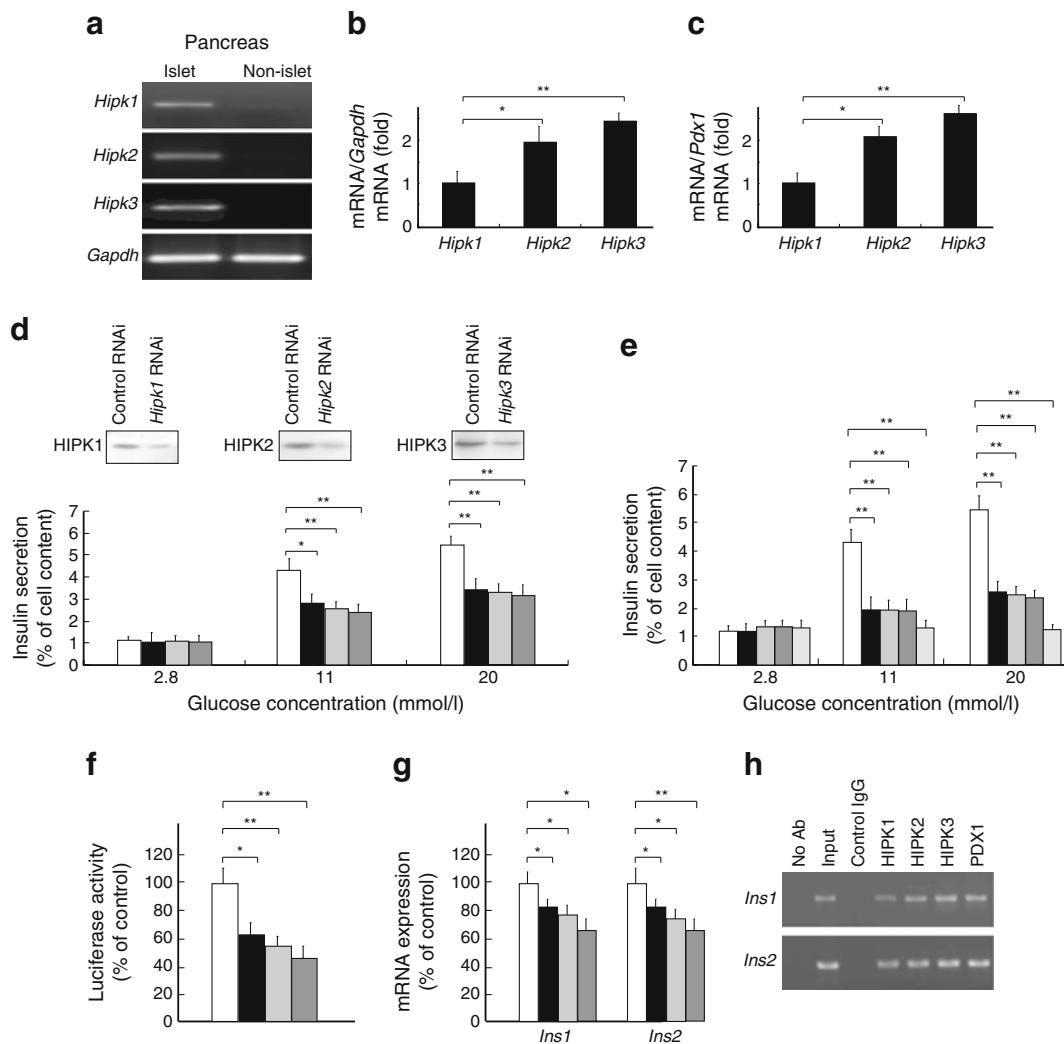 a
Pancreas
Islet Non-islet
Hipk1
Hipk2
Hipk3
Gapdh
b
mRNA/Gapdh
mRNA (fold)
**
*
2
1
0
Hipk1 Hipk2 Hipk3
c
mRNA/Pdx1
mRNA (fold)
**
*
2
1
0
Hipk1 Hipk2 Hipk3
d
Control RNAi
Hipk1 RNAi
HIPK1
Control RNAi
Hipk2 RNAi
HIPK2
Control RNAi
Hipk3 RNAi
HIPK3
Insulin secretion
(% of cell content)
7
6
5
4
3
2
1
0
**
**
*
**
**
**
2.8 11 20
Glucose concentration (mmol/l)
e
Insulin secretion
(% of cell content)
7
6
5
4
3
2
1
0
**
**
**
**
**
**
**
**
2.8 11 20
Glucose concentration (mmol/l)
f
Luciferase activity
(% of control)
120
100
80
60
40
20
0
**
**
*
g
mRNA expression
(% of control)
120
100
80
60
40
20
0
*
*
*
**
*
*
Ins1 Ins2
h
No Ab
Input
Control IgG
HIPK1
HIPK2
HIPK3
PDX1
Ins1
Ins2